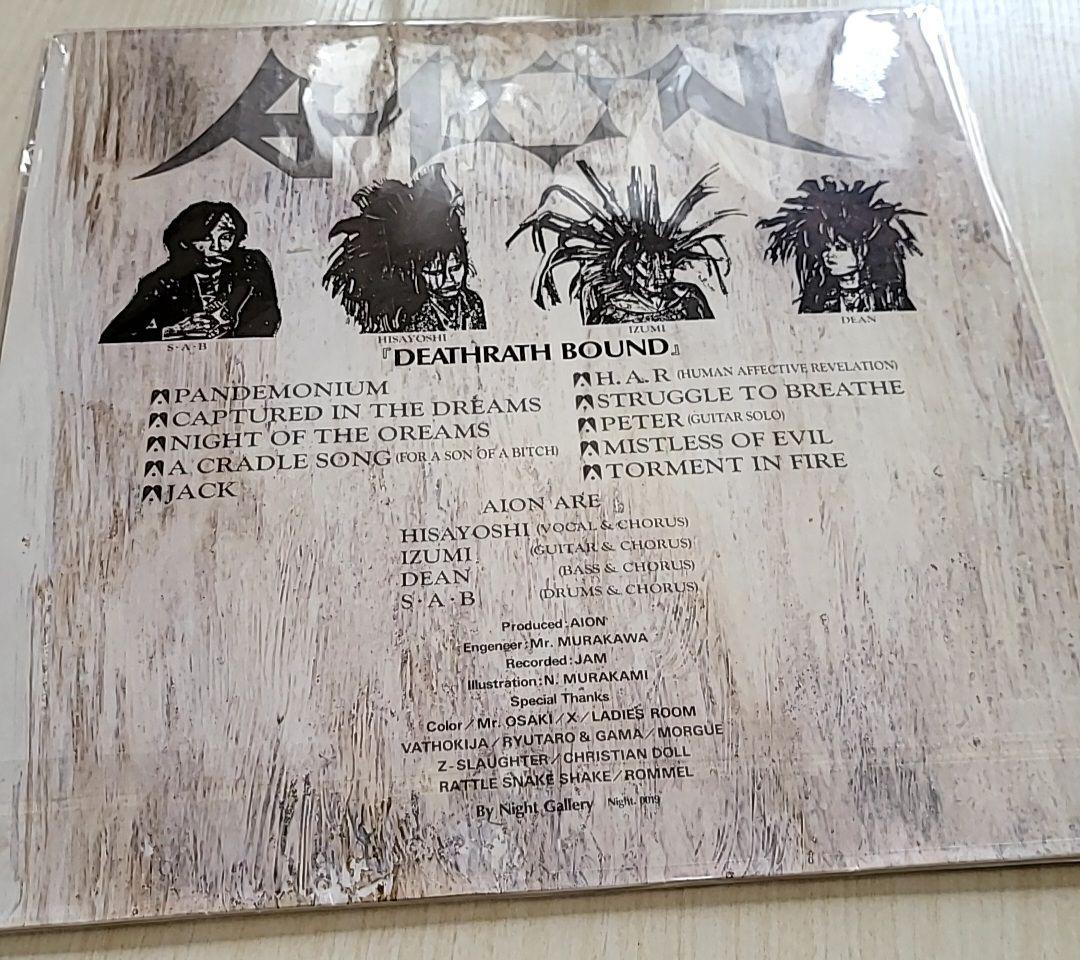 AION
S·A·B
HISAYOSHI
IZUMI
DEAN
『DEATHRATH BOUND』
PANDEMONIUM
CAPTURED IN THE DREAMS
NIGHT OF THE OREAMS
A CRADLE SONG (FOR A SON OF A BITCH)
JACK
H.A.R (HUMAN AFFECTIVE REVELATION)
STRUGGLE TO BREATHE
PETER (GUITAR SOLO)
MISTLESS OF EVIL
TORMENT IN FIRE
AION ARE
HISAYOSHI (VOCAL & CHORUS)
IZUMI (GUITAR & CHORUS)
DEAN (BASS & CHORUS)
S·A·B (DRUMS & CHORUS)
Produced:AION
Engeneer:Mr. MURAKAWA
Recorded:JAM
Illustration:N. MURAKAMI
Special Thanks
Color/Mr. OSAKI/X/LADIES ROOM
VATHOKIJA/RYUTARO & GAMA/MORGUE
Z-SLAUGHTER/CHRISTIAN DOLL
RATTLE SNAKE SHAKE/ROMMEL
By Night Gallery Night.